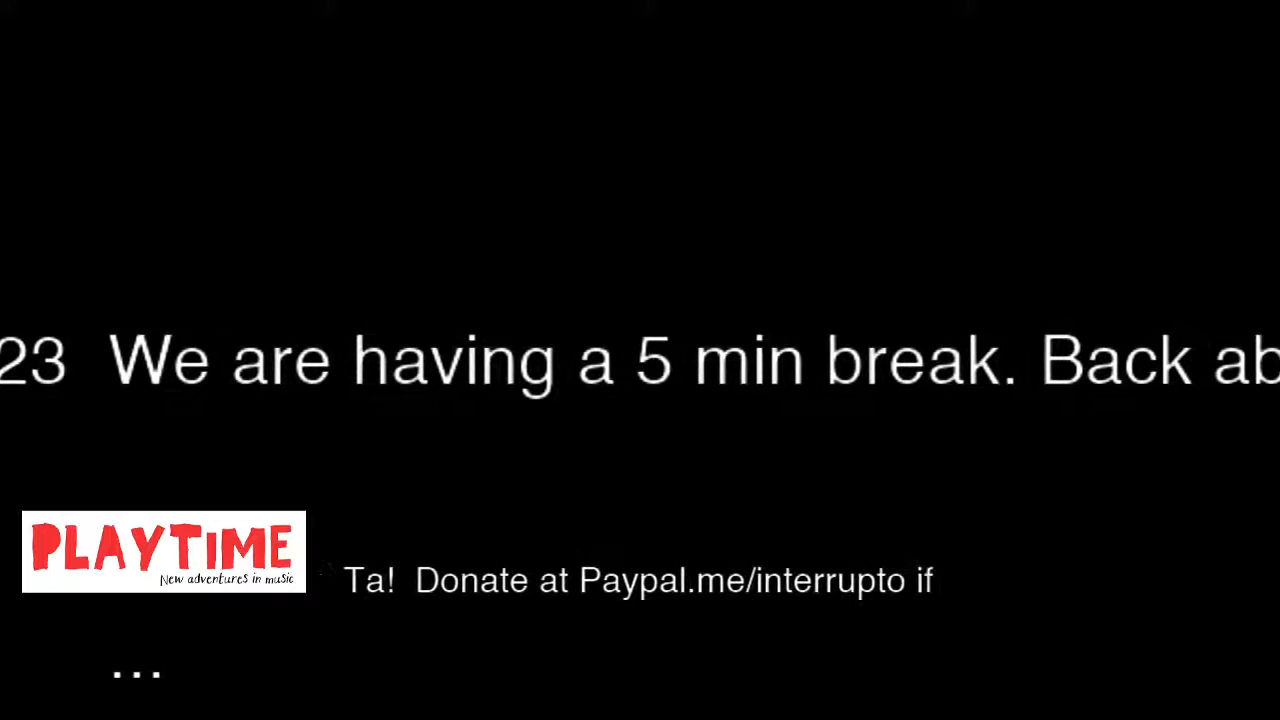 23  We are having a 5 min break. Back ab
PLAYTIME
New adventures in music
Ta!  Donate at Paypal.me/interrupto if
...